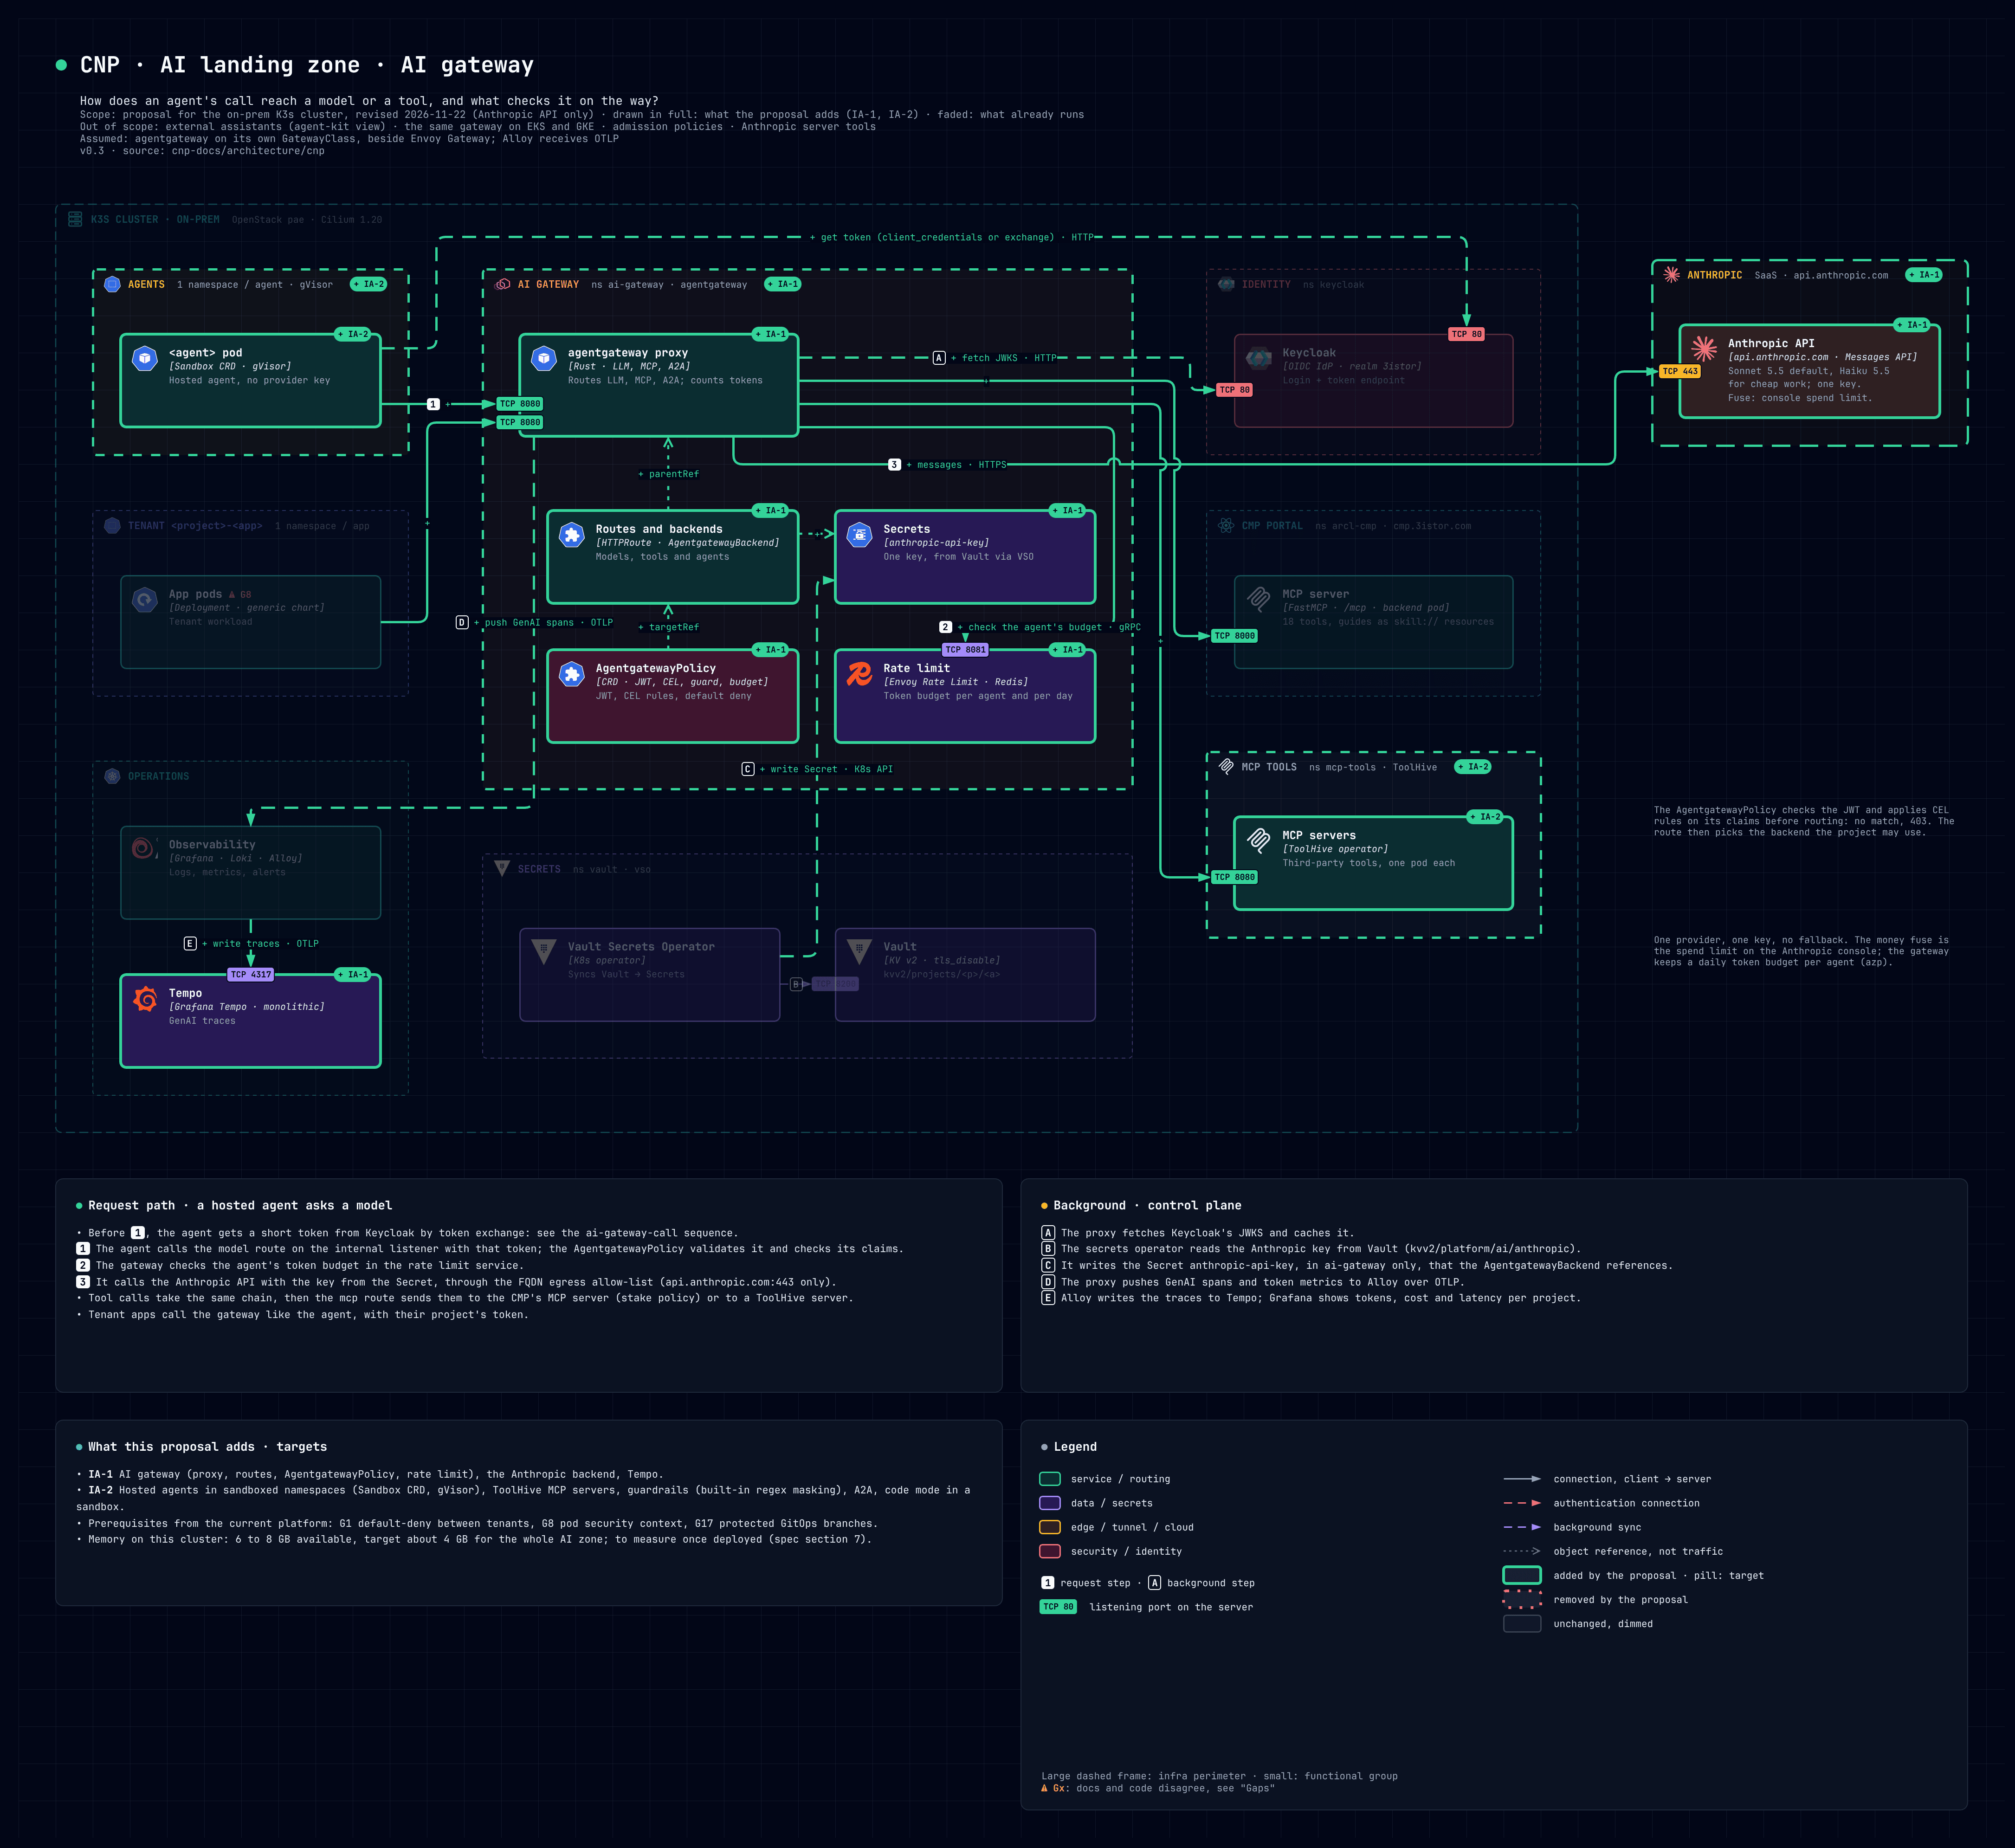 CNP · AI landing zone · AI gateway
How does an agent's call reach a model or a tool, and what checks it on the way?
Scope: proposal for the on-prem K3s cluster, revised 2026-11-22 (Anthropic API only) · drawn in full: what the proposal adds (IA-1, IA-2) · faded: what already runs
Out of scope: external assistants (agent-kit view) · the same gateway on EKS and GKE · admission policies · Anthropic server tools
Assumed: agentgateway on its own GatewayClass, beside Envoy Gateway; Alloy receives OTLP
v0.3 · source: cnp-docs/architecture/cnp
K3S CLUSTER · ON-PREM OpenStack pae · Cilium 1.20
+ get token (client_credentials or exchange) · HTTP
AGENTS 1 namespace / agent · gVisor + IA-2
+ IA-2
<agent> pod
[Sandbox CRD · gVisor]
Hosted agent, no provider key
1 +
AI GATEWAY ns ai-gateway · agentgateway + IA-1
+ IA-1
agentgateway proxy
[Rust · LLM, MCP, A2A]
Routes LLM, MCP, A2A; counts tokens
TCP 8080
TCP 8080
A + fetch JWKS · HTTP
IDENTITY ns keycloak
TCP 80
Keycloak
[OIDC IdP · realm 3istor]
Login + token endpoint
TCP 80
ANTHROPIC SaaS · api.anthropic.com + IA-1
+ IA-1
Anthropic API
[api.anthropic.com · Messages API]
Sonnet 5.5 default, Haiku 5.5
for cheap work; one key.
Fuse: console spend limit.
TCP 443
3 + messages · HTTPS
+ parentRef
TENANT <project>-<app> 1 namespace / app
+
App pods ▲ G8
[Deployment · generic chart]
Tenant workload
+ IA-1
Routes and backends
[HTTPRoute · AgentgatewayBackend]
Models, tools and agents
+ IA-1
Secrets
[anthropic-api-key]
One key, from Vault via VSO
CMP PORTAL ns arcl-cmp · cmp.3istor.com
MCP server
[FastMCP · /mcp · backend pod]
18 tools, guides as skill:// resources
TCP 8000
D + push GenAI spans · OTLP
+ targetRef
2 + check the agent's budget · gRPC
+
+ IA-1
AgentgatewayPolicy
[CRD · JWT, CEL, guard, budget]
JWT, CEL rules, default deny
TCP 8081
+ IA-1
Rate limit
[Envoy Rate Limit · Redis]
Token budget per agent and per day
C + write Secret · K8s API
OPERATIONS
Observability
[Grafana · Loki · Alloy]
Logs, metrics, alerts
E + write traces · OTLP
TCP 4317
+ IA-1
Tempo
[Grafana Tempo · monolithic]
GenAI traces
SECRETS ns vault · vso
Vault Secrets Operator
[K8s operator]
Syncs Vault → Secrets
B
Vault
[KV v2 · tls_disable]
kvv2/projects/<p>/<a>
MCP TOOLS ns mcp-tools · ToolHive + IA-2
+ IA-2
MCP servers
[ToolHive operator]
Third-party tools, one pod each
TCP 8080
The AgentgatewayPolicy checks the JWT and applies CEL
rules on its claims before routing: no match, 403. The
route then picks the backend the project may use.
One provider, one key, no fallback. The money fuse is
the spend limit on the Anthropic console; the gateway
keeps a daily token budget per agent (azp).
Request path · a hosted agent asks a model
• Before 1, the agent gets a short token from Keycloak by token exchange: see the ai-gateway-call sequence.
1 The agent calls the model route on the internal listener with that token; the AgentgatewayPolicy validates it and checks its claims.
2 The gateway checks the agent's token budget in the rate limit service.
3 It calls the Anthropic API with the key from the Secret, through the FQDN egress allow-list (api.anthropic.com:443 only).
• Tool calls take the same chain, then the mcp route sends them to the CMP's MCP server (stake policy) or to a ToolHive server.
• Tenant apps call the gateway like the agent, with their project's token.
Background · control plane
A The proxy fetches Keycloak's JWKS and caches it.
B The secrets operator reads the Anthropic key from Vault (kvv2/platform/ai/anthropic).
C It writes the Secret anthropic-api-key, in ai-gateway only, that the AgentgatewayBackend references.
D The proxy pushes GenAI spans and token metrics to Alloy over OTLP.
E Alloy writes the traces to Tempo; Grafana shows tokens, cost and latency per project.
What this proposal adds · targets
• IA-1 AI gateway (proxy, routes, AgentgatewayPolicy, rate limit), the Anthropic backend, Tempo.
• IA-2 Hosted agents in sandboxed namespaces (Sandbox CRD, gVisor), ToolHive MCP servers, guardrails (built-in regex masking), A2A, code mode in a
sandbox.
• Prerequisites from the current platform: G1 default-deny between tenants, G8 pod security context, G17 protected GitOps branches.
• Memory on this cluster: 6 to 8 GB available, target about 4 GB for the whole AI zone; to measure once deployed (spec section 7).
Legend
service / routing
data / secrets
edge / tunnel / cloud
security / identity
1 request step · A background step
TCP 80 listening port on the server
connection, client → server
authentication connection
background sync
object reference, not traffic
added by the proposal · pill: target
removed by the proposal
unchanged, dimmed
Large dashed frame: infra perimeter · small: functional group
▲ Gx: docs and code disagree, see "Gaps"